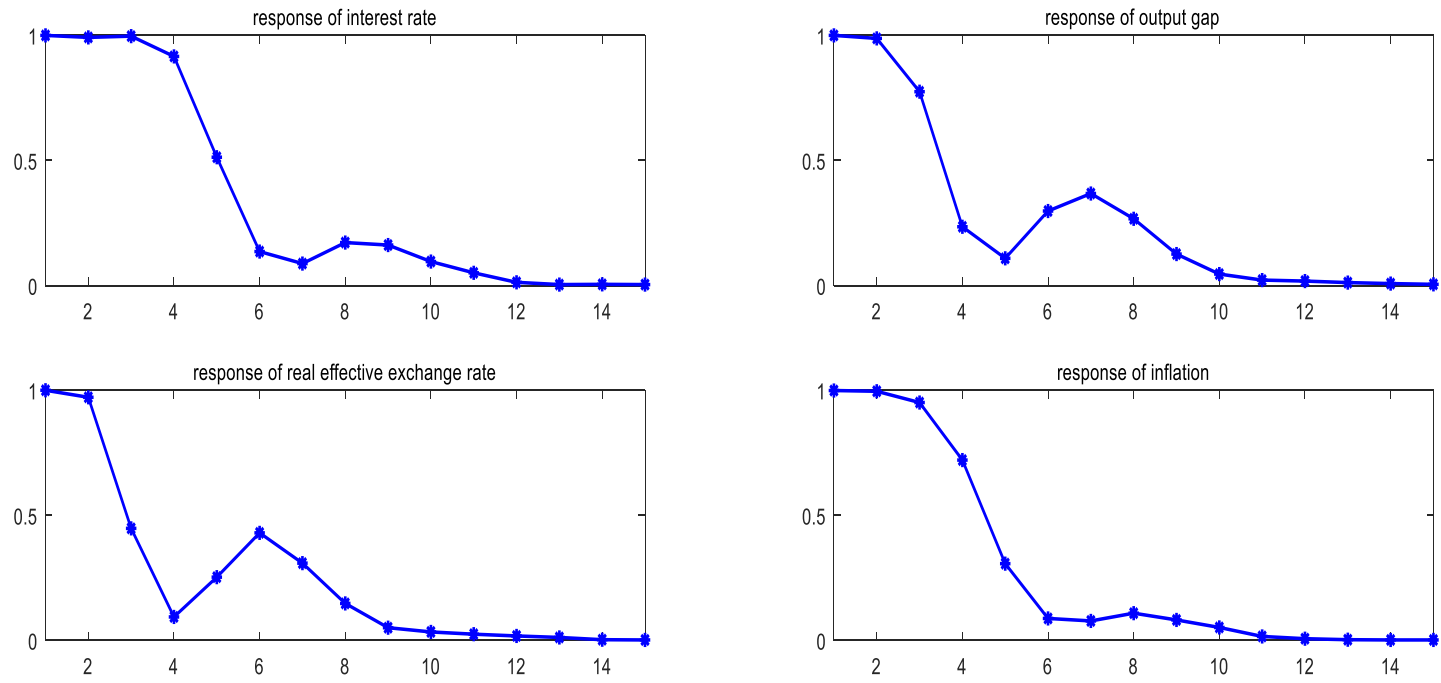 response of interest rate
1
0.5
0
2 4 6 8 10 12 14
response of output gap
1
0.5
0
2 4 6 8 10 12 14
response of real effective exchange rate
1
0.5
0
2 4 6 8 10 12 14
response of inflation
1
0.5
0
2 4 6 8 10 12 14